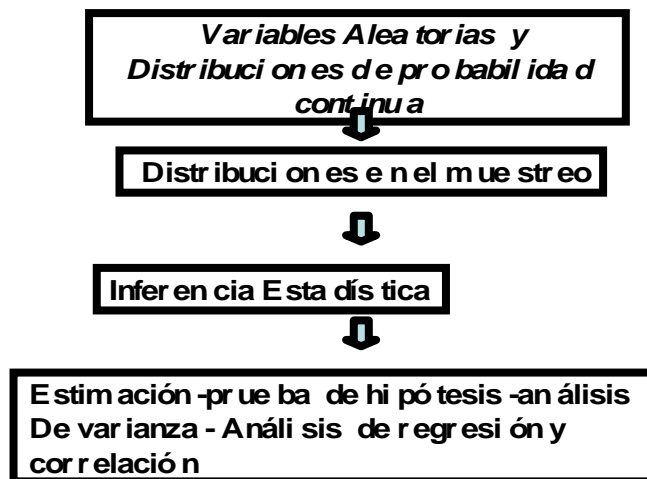 Variables Aleatorias y
Distribuciones de probabilidad
continua
Distribuciones en el muestreo
Inferencia Estadística
Estimación -prueba de hipótesis -análisis
De varianza - Análisis de regresión y
correlación